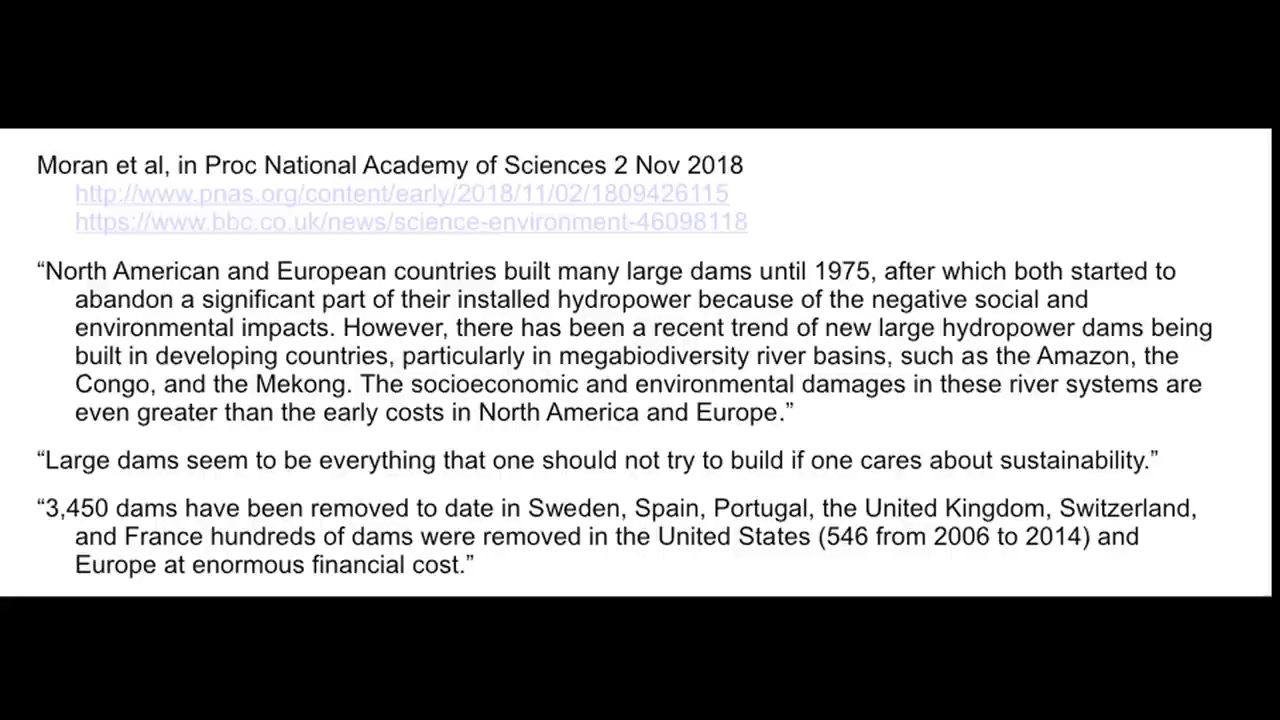 Moran et al, in Proc National Academy of Sciences 2 Nov 2018
http://www.pnas.org/content/early/2018/11/02/1809426115
https://www.bbc.co.uk/news/science-environment-46098118
“North American and European countries built many large dams until 1975, after which both started to
abandon a significant part of their installed hydropower because of the negative social and
environmental impacts. However, there has been a recent trend of new large hydropower dams being
built in developing countries, particularly in megabiodiversity river basins, such as the Amazon, the
Congo, and the Mekong. The socioeconomic and environmental damages in these river systems are
even greater than the early costs in North America and Europe.”
“Large dams seem to be everything that one should not try to build if one cares about sustainability.”
“3,450 dams have been removed to date in Sweden, Spain, Portugal, the United Kingdom, Switzerland,
and France hundreds of dams were removed in the United States (546 from 2006 to 2014) and
Europe at enormous financial cost.”